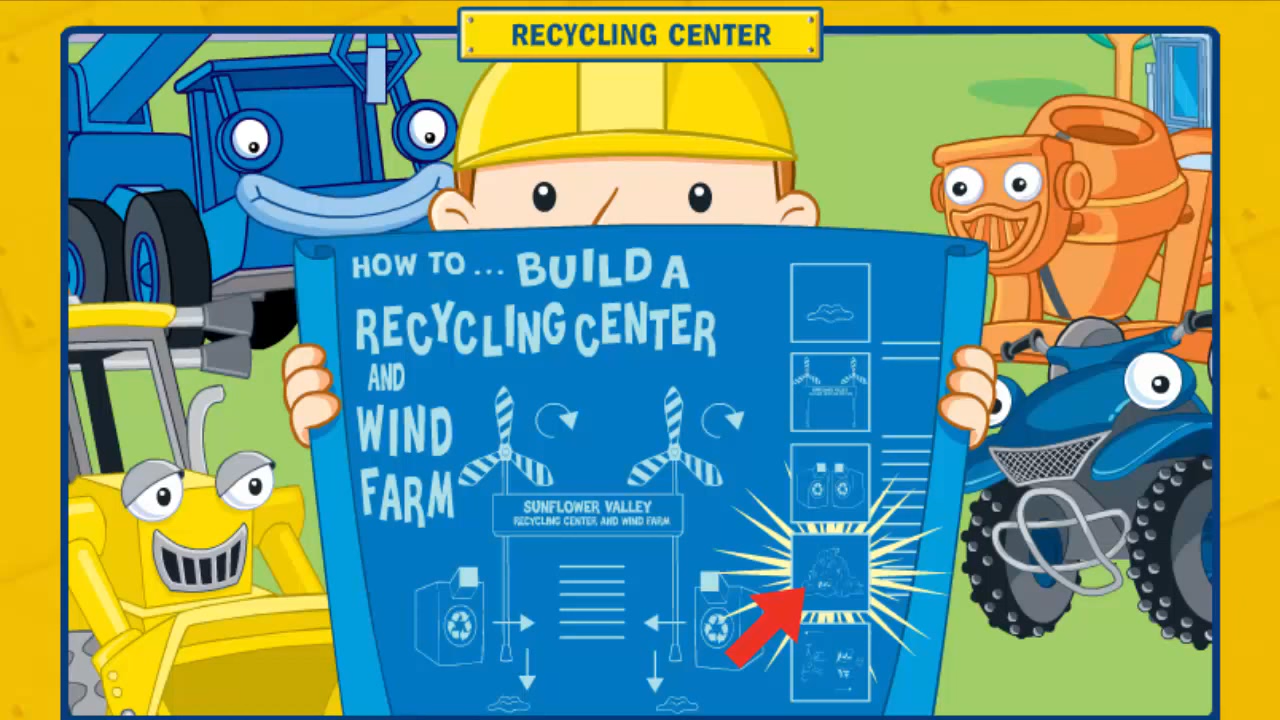 RECYCLING CENTER
HOW TO... BUILD A
RECYCLING CENTER
AND
WIND
FARM
SUNFLOWER VALLEY
RECYCLING CENTER AND WIND FARM